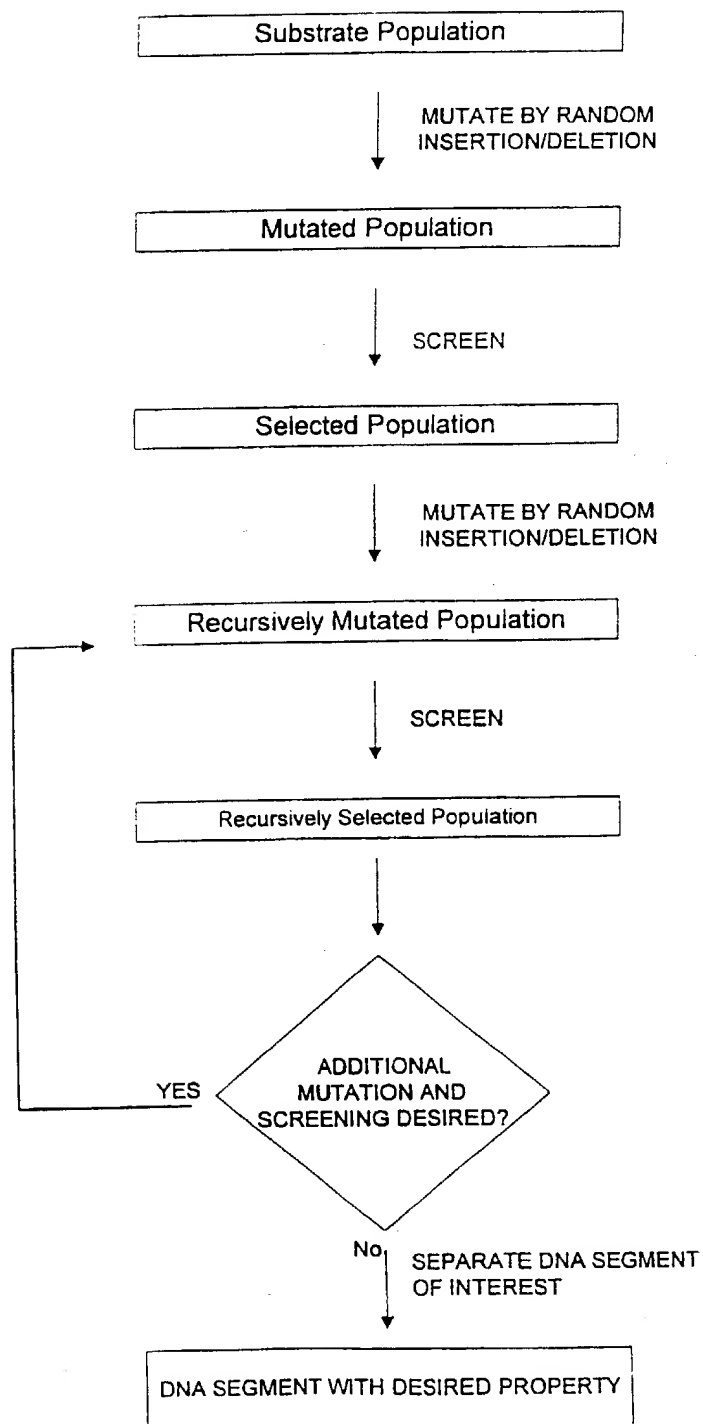 Substrate Population
MUTATE BY RANDOM
INSERTION/DELETION
Mutated Population
SCREEN
Selected Population
MUTATE BY RANDOM
INSERTION/DELETION
Recursively Mutated Population
SCREEN
Recursively Selected Population
ADDITIONAL
MUTATION AND
SCREENING DESIRED?
YES
No
SEPARATE DNA SEGMENT
OF INTEREST
DNA SEGMENT WITH DESIRED PROPERTY